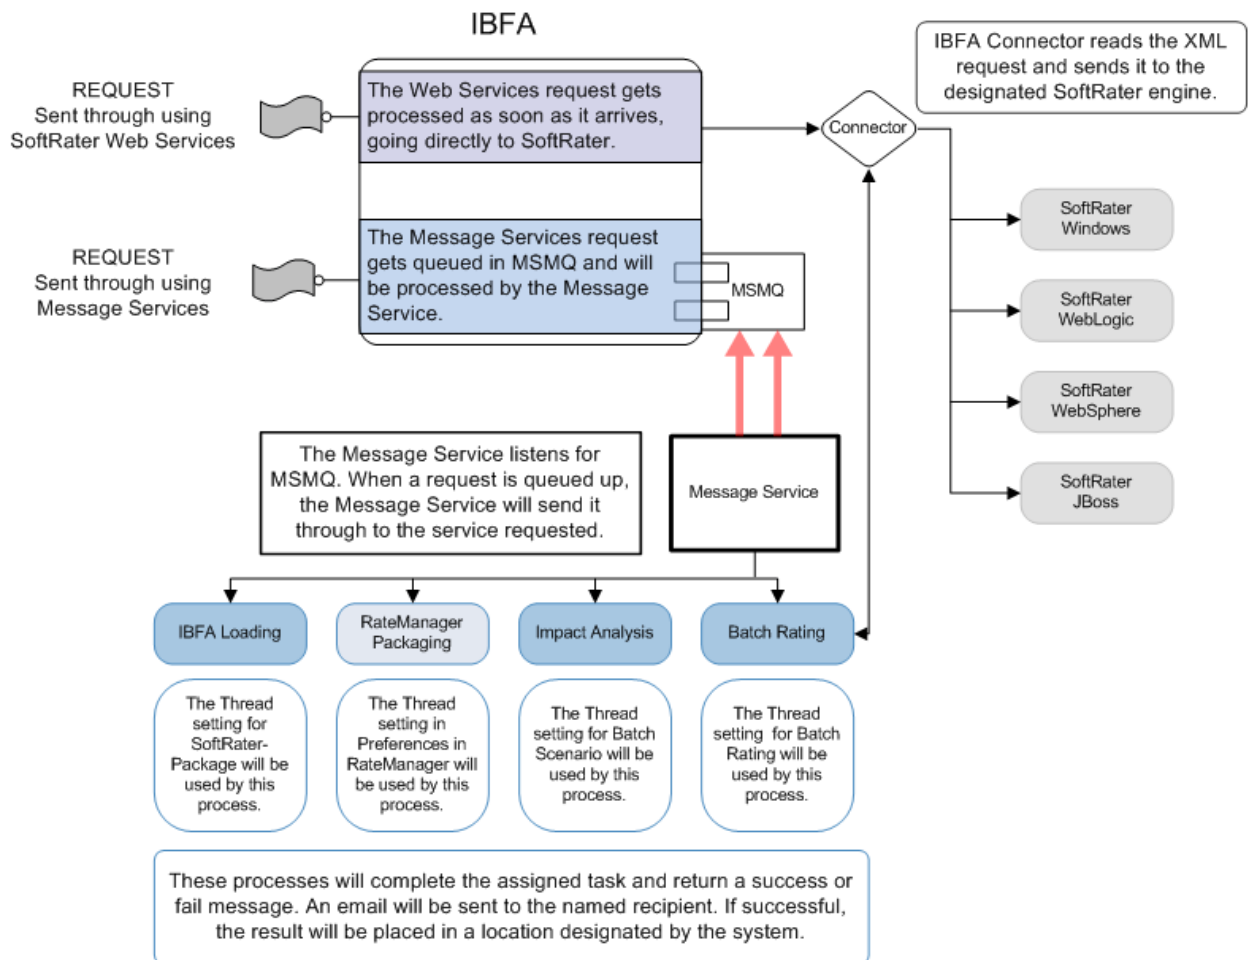 IBFA
IBFA Connector reads the XML
request and sends it to the
designated SoftRater engine.
REQUEST
Sent through using
SoftRater Web Services
The Web Services request gets
processed as soon as it arrives,
going directly to SoftRater.
Connector
REQUEST
Sent through using
Message Services
The Message Services request
gets queued in MSMQ and will
be processed by the Message
Service.
MSMQ
SoftRater
Windows
SoftRater
WebLogic
SoftRater
WebSphere
SoftRater
JBoss
The Message Service listens for
MSMQ. When a request is queued up,
the Message Service will send it
through to the service requested.
Message Service
IBFA Loading
RateManager
Packaging
Impact Analysis
Batch Rating
The Thread
setting for
SoftRater-
Package will be
used by this
process.
The Thread
setting in
Preferences in
RateManager will
be used by this
process.
The Thread
setting for Batch
Scenario will be
used by this
process.
The Thread
setting for Batch
Rating will be
used by this
process.
These processes will complete the assigned task and return a success or
fail message. An email will be sent to the named recipient. If successful,
the result will be placed in a location designated by the system.